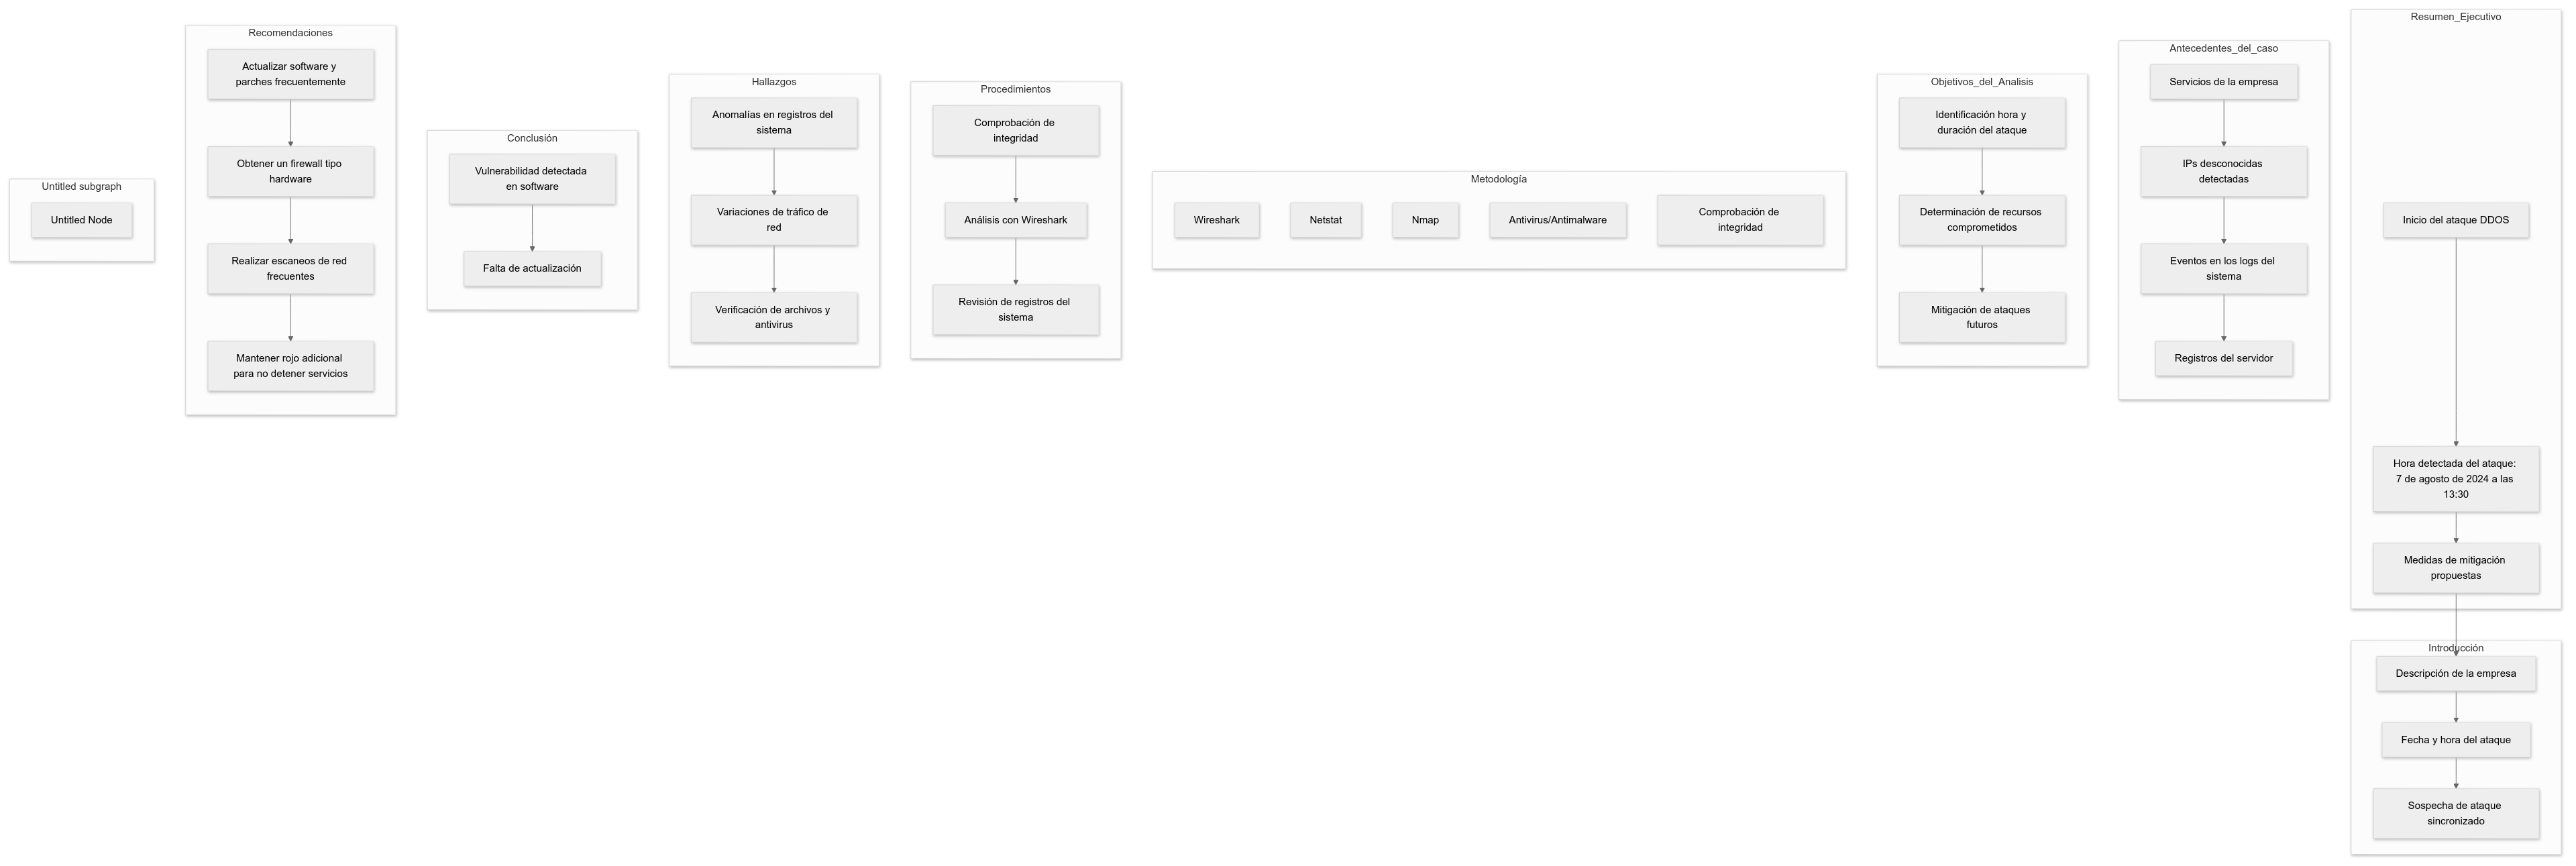 Untitled subgraph
Untitled Node
Recomendaciones
Actualizar software y
parches frecuentemente
Obtener un firewall tipo
hardware
Realizar escaneos de red
frecuentes
Mantener rojo adicional
para no detener servicios
Conclusión
Vulnerabilidad detectada
en software
Falta de actualización
Hallazgos
Anomalías en registros del
sistema
Variaciones de tráfico de
red
Verificación de archivos y
antivirus
Procedimientos
Comprobación de
integridad
Análisis con Wireshark
Revisión de registros del
sistema
Metodología
Wireshark
Netstat
Nmap
Antivirus/Antimalware
Comprobación de
integridad
Objetivos_del_Analisis
Identificación hora y
duración del ataque
Determinación de recursos
comprometidos
Mitigación de ataques
futuros
Antecedentes_del_caso
Servicios de la empresa
IPs desconocidas
detectadas
Eventos en los logs del
sistema
Registros del servidor
Resumen_Ejecutivo
Inicio del ataque DDOS
Hora detectada del ataque:
7 de agosto de 2024 a las
13:30
Medidas de mitigación
propuestas
Introducción
Descripción de la empresa
Fecha y hora del ataque
Sospecha de ataque
sincronizado